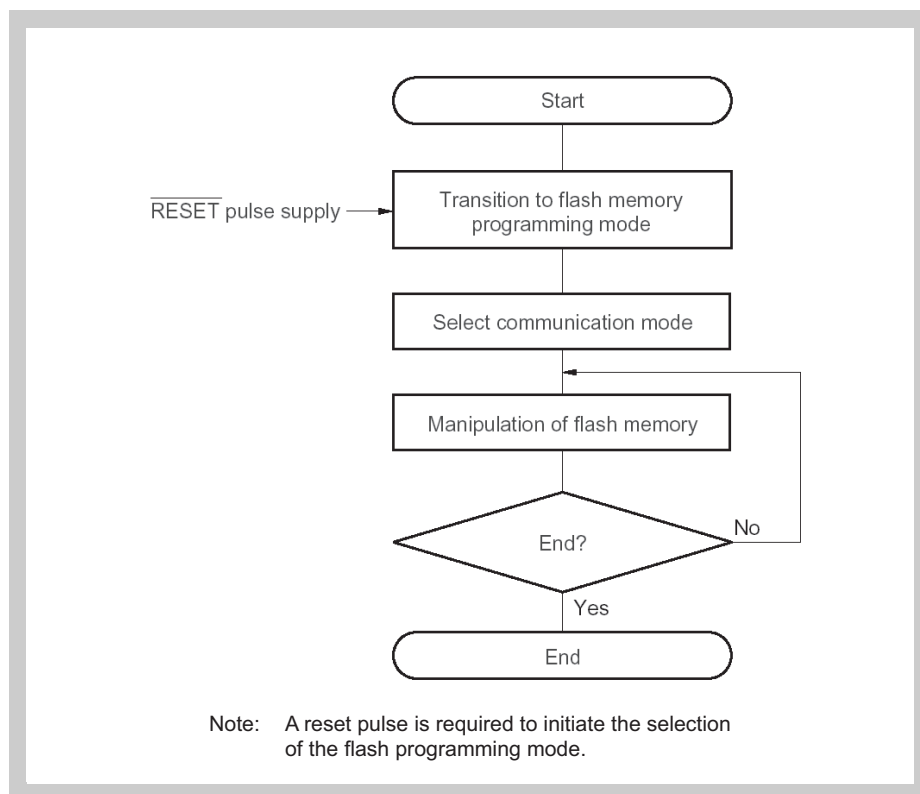 Start
RESET pulse supply
Transition to flash memory
programming mode
Select communication mode
Manipulation of flash memory
End?
No
Yes
End
Note: A reset pulse is required to initiate the selection
of the flash programming mode.